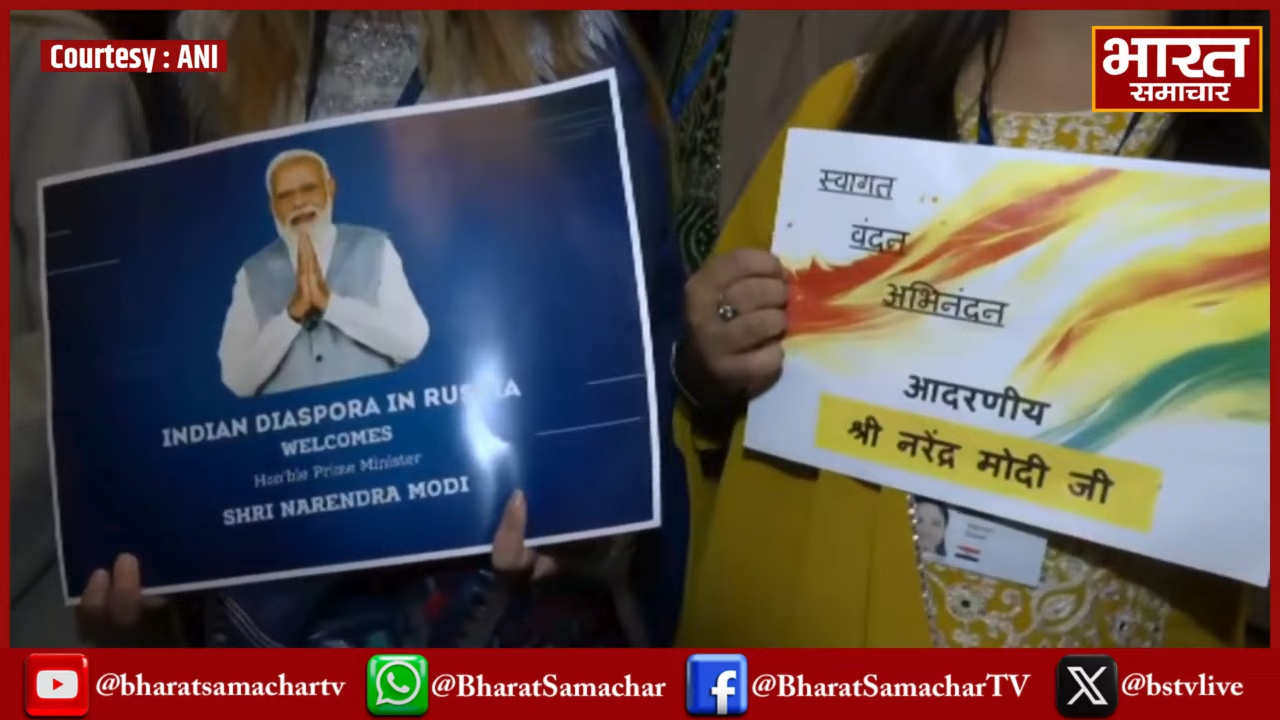 Courtesy : ANI
भारत
समाचार
INDIAN DIASPORA IN RUSSIA
WELCOMES
Hon'ble Prime Minister
SHRI NARENDRA MODI
स्वागत
वंदन
अभिनंदन
आदरणीय
श्री नरेंद्र मोदी जी
@bharatsamachartv
@BharatSamachar
@BharatSamacharTV
@bstvlive